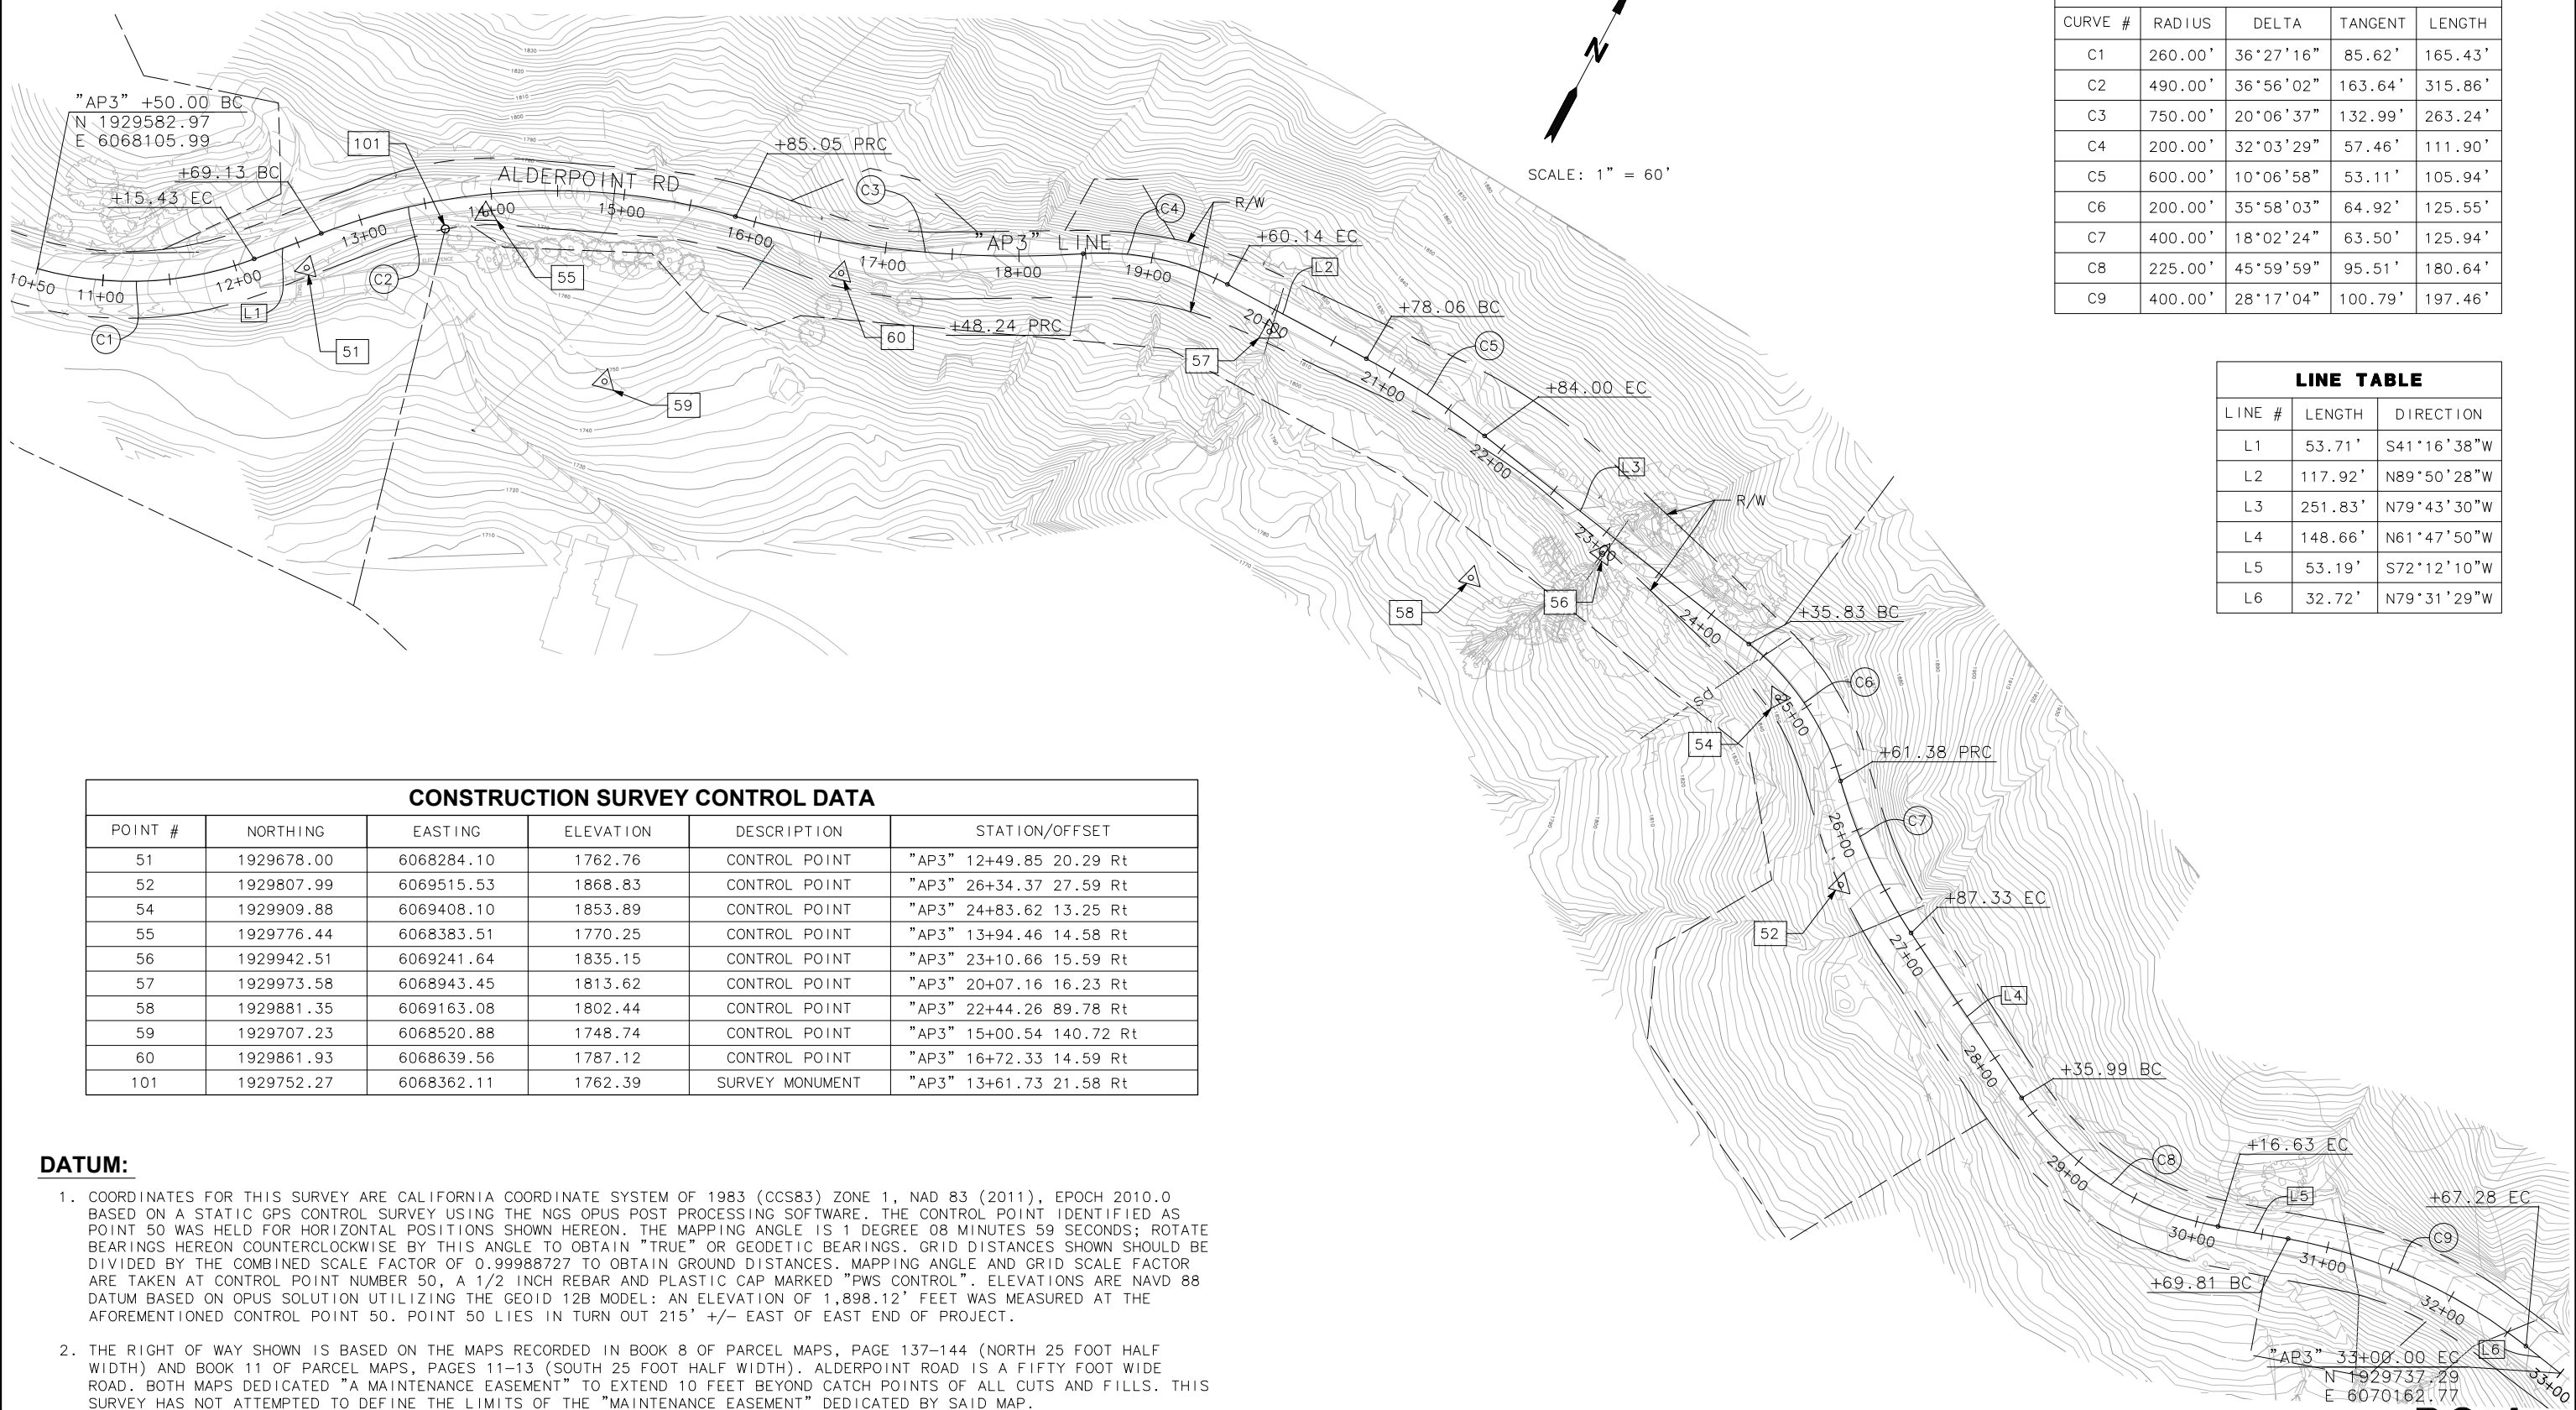 "AP3" +50.00 BC
N 1929582.97
E 6068105.99
+69.13 BC
+15.43 EC
101
ALDERPOINT RD
+85.05 PRC
C3
"AP3" LINE
C4
R/W
+60.14 EC
L2
+78.06 BC
C5
+84.00 EC
L3
R/W
+35.83 BC
C6
+61.38 PRC
C7
+87.33 EC
L4
+35.99 BC
+16.63 EC
C8
L5
+67.28 EC
C9
+69.81 BC
L6
"AP3" 33+00.00 EC
N 1929737.29
E 6070162.77
10+50
11+00
12+00
13+00
14+00
15+00
16+00
17+00
18+00
19+00
20+00
21+00
22+00
23+00
24+00
25+00
26+00
27+00
28+00
29+00
30+00
31+00
32+00
33+00
C1
L1
C2
51
55
59
60
+48.24 PRC
57
58
56
54
52
SD
N
SCALE: 1" = 60'
CURVE # RADIUS DELTA TANGENT LENGTH
C1 260.00' 36°27'16" 85.62' 165.43'
C2 490.00' 36°56'02" 163.64' 315.86'
C3 750.00' 20°06'37" 132.99' 263.24'
C4 200.00' 32°03'29" 57.46' 111.90'
C5 600.00' 10°06'58" 53.11' 105.94'
C6 200.00' 35°58'03" 64.92' 125.55'
C7 400.00' 18°02'24" 63.50' 125.94'
C8 225.00' 45°59'59" 95.51' 180.64'
C9 400.00' 28°17'04" 100.79' 197.46'
LINE TABLE
LINE # LENGTH DIRECTION
L1 53.71' S41°16'38"W
L2 117.92' N89°50'28"W
L3 251.83' N79°43'30"W
L4 148.66' N61°47'50"W
L5 53.19' S72°12'10"W
L6 32.72' N79°31'29"W
CONSTRUCTION SURVEY CONTROL DATA
POINT # NORTHING EASTING ELEVATION DESCRIPTION STATION/OFFSET
51 1929678.00 6068284.10 1762.76 CONTROL POINT "AP3" 12+49.85 20.29 Rt
52 1929807.99 6069515.53 1868.83 CONTROL POINT "AP3" 26+34.37 27.59 Rt
54 1929909.88 6069408.10 1853.89 CONTROL POINT "AP3" 24+83.62 13.25 Rt
55 1929776.44 6068383.51 1770.25 CONTROL POINT "AP3" 13+94.46 14.58 Rt
56 1929942.51 6069241.64 1835.15 CONTROL POINT "AP3" 23+10.66 15.59 Rt
57 1929973.58 6068943.45 1813.62 CONTROL POINT "AP3" 20+07.16 16.23 Rt
58 1929881.35 6069163.08 1802.44 CONTROL POINT "AP3" 22+44.26 89.78 Rt
59 1929707.23 6068520.88 1748.74 CONTROL POINT "AP3" 15+00.54 140.72 Rt
60 1929861.93 6068639.56 1787.12 CONTROL POINT "AP3" 16+72.33 14.59 Rt
101 1929752.27 6068362.11 1762.39 SURVEY MONUMENT "AP3" 13+61.73 21.58 Rt
DATUM:
1. COORDINATES FOR THIS SURVEY ARE CALIFORNIA COORDINATE SYSTEM OF 1983 (CCS83) ZONE 1, NAD 83 (2011), EPOCH 2010.0
BASED ON A STATIC GPS CONTROL SURVEY USING THE NGS OPUS POST PROCESSING SOFTWARE. THE CONTROL POINT IDENTIFIED AS
POINT 50 WAS HELD FOR HORIZONTAL POSITIONS SHOWN HEREON. THE MAPPING ANGLE IS 1 DEGREE 08 MINUTES 59 SECONDS; ROTATE
BEARINGS HEREON COUNTERCLOCKWISE BY THIS ANGLE TO OBTAIN "TRUE" OR GEODETIC BEARINGS. GRID DISTANCES SHOWN SHOULD BE
DIVIDED BY THE COMBINED SCALE FACTOR OF 0.99988727 TO OBTAIN GROUND DISTANCES. MAPPING ANGLE AND GRID SCALE FACTOR
ARE TAKEN AT CONTROL POINT NUMBER 50, A 1/2 INCH REBAR AND PLASTIC CAP MARKED "PWS CONTROL". ELEVATIONS ARE NAVD 88
DATUM BASED ON OPUS SOLUTION UTILIZING THE GEOID 12B MODEL: AN ELEVATION OF 1,898.12' FEET WAS MEASURED AT THE
AFOREMENTIONED CONTROL POINT 50. POINT 50 LIES IN TURN OUT 215' +/- EAST OF EAST END OF PROJECT.
2. THE RIGHT OF WAY SHOWN IS BASED ON THE MAPS RECORDED IN BOOK 8 OF PARCEL MAPS, PAGE 137-144 (NORTH 25 FOOT HALF
WIDTH) AND BOOK 11 OF PARCEL MAPS, PAGES 11-13 (SOUTH 25 FOOT HALF WIDTH). ALDERPOINT ROAD IS A FIFTY FOOT WIDE
ROAD. BOTH MAPS DEDICATED "A MAINTENANCE EASEMENT" TO EXTEND 10 FEET BEYOND CATCH POINTS OF ALL CUTS AND FILLS. THIS
SURVEY HAS NOT ATTEMPTED TO DEFINE THE LIMITS OF THE "MAINTENANCE EASEMENT" DEDICATED BY SAID MAP.